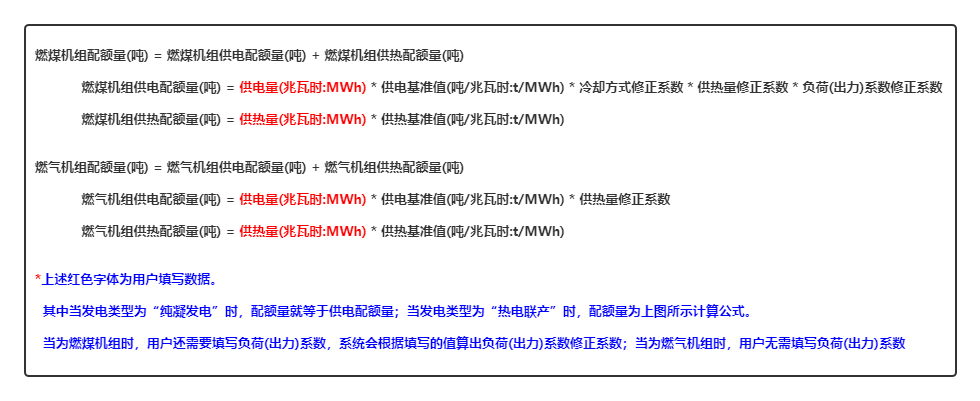 燃煤机组配额量(吨) = 燃煤机组供电配额量(吨) + 燃煤机组供热配额量(吨)
燃煤机组供电配额量(吨) = 供电量(兆瓦时:MWh) * 供电基准值(吨/兆瓦时:t/MWh) * 冷却方式修正系数 * 供热量修正系数 * 负荷(出力)系数修正系数
燃煤机组供热配额量(吨) = 供热量(兆瓦时:MWh) * 供热基准值(吨/兆瓦时:t/MWh)
燃气机组配额量(吨) = 燃气机组供电配额量(吨) + 燃气机组供热配额量(吨)
燃气机组供电配额量(吨) = 供电量(兆瓦时:MWh) * 供电基准值(吨/兆瓦时:t/MWh) * 供热量修正系数
燃气机组供热配额量(吨) = 供热量(兆瓦时:MWh) * 供热基准值(吨/兆瓦时:t/MWh)
*上述红色字体为用户填写数据。
其中当发电类型为“纯凝发电”时，配额量就等于供电配额量；当发电类型为“热电联产”时，配额量为上图所示计算公式。
当为燃煤机组时，用户还需要填写负荷(出力)系数，系统会根据填写的值算出负荷(出力)系数修正系数；当为燃气机组时，用户无需填写负荷(出力)系数